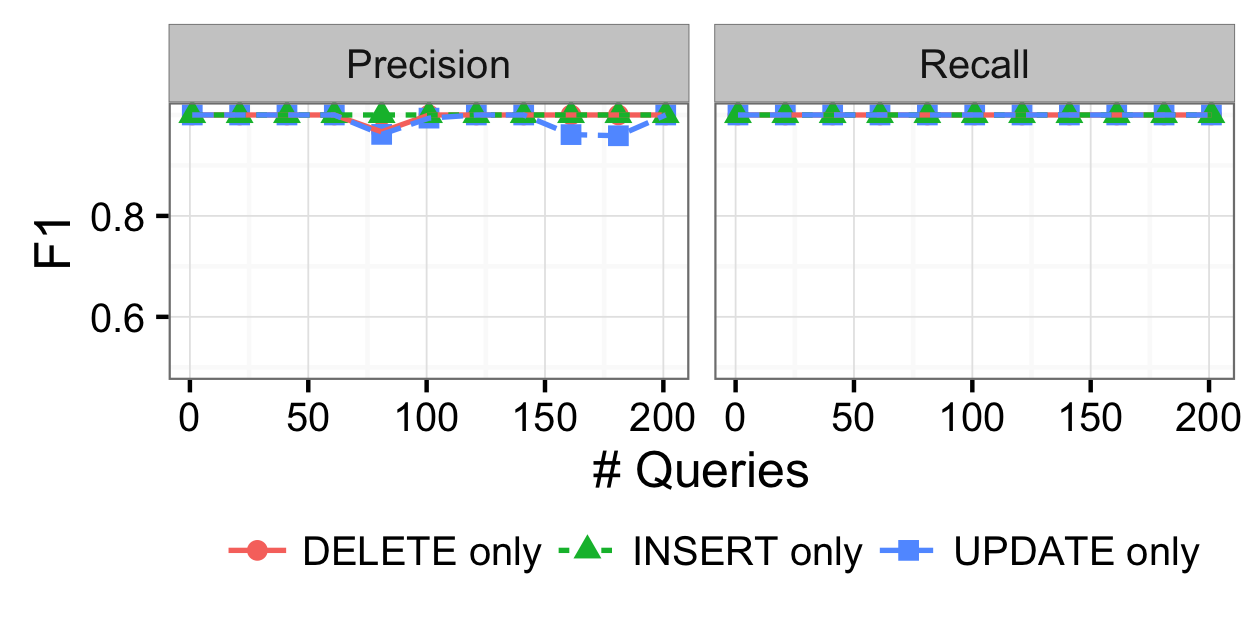 Precision Recall
F1
0.8
0.6
0 50 100 150 200 0 50 100 150 200
# Queries
DELETE only INSERT only UPDATE only